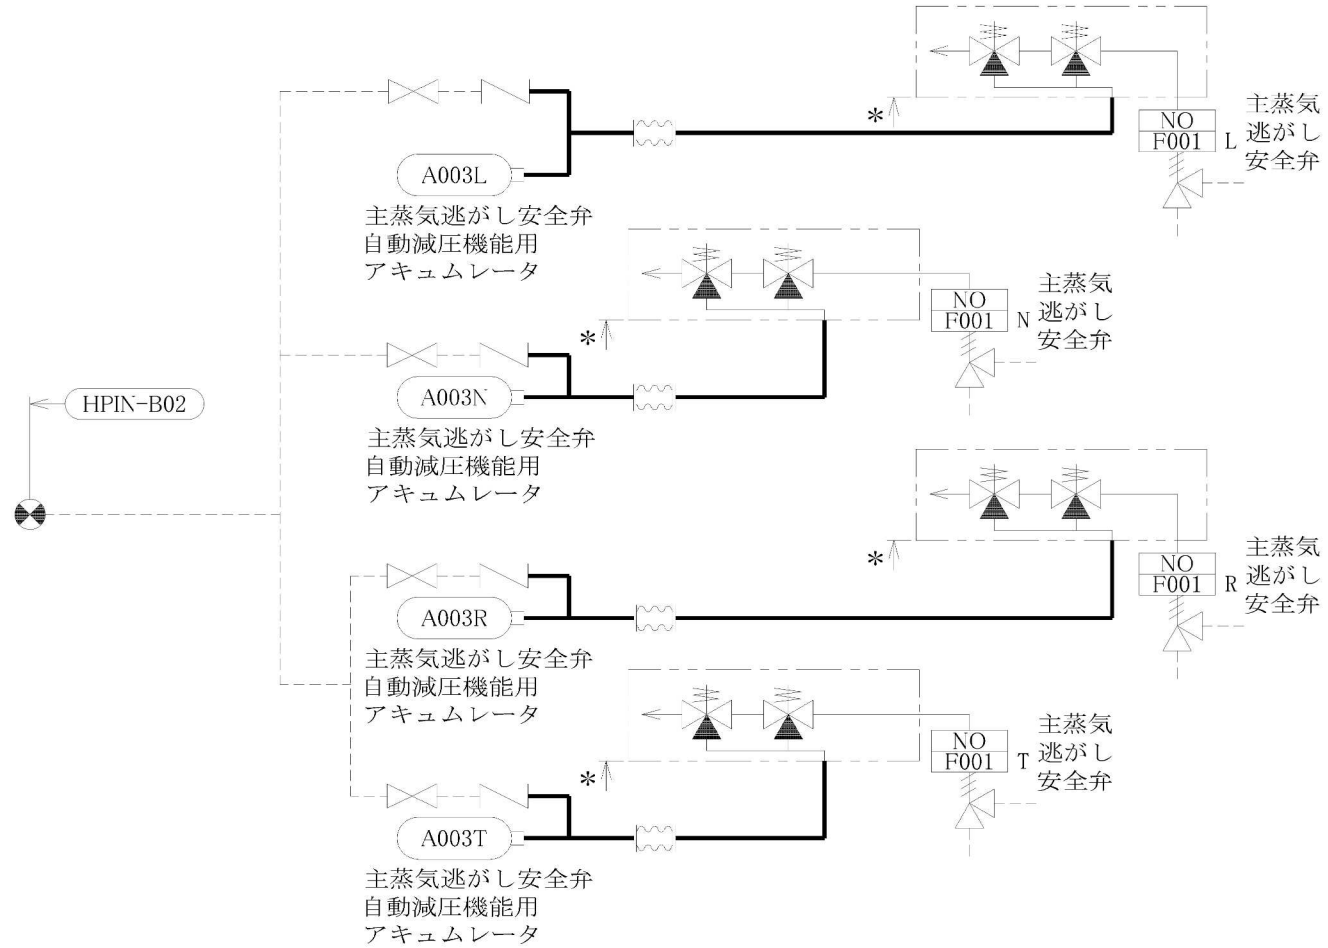 主蒸気
逃がし
安全弁
NO
F001
L
*
A003L
主蒸気逃がし安全弁
自動減圧機能用
アキュムレータ
主蒸気
逃がし
安全弁
NO
F001
N
*
A003N
主蒸気逃がし安全弁
自動減圧機能用
アキュムレータ
HPIN-B02
主蒸気
逃がし
安全弁
NO
F001
R
*
A003R
主蒸気逃がし安全弁
自動減圧機能用
アキュムレータ
主蒸気
逃がし
安全弁
NO
F001
T
*
A003T
主蒸気逃がし安全弁
自動減圧機能用
アキュムレータ